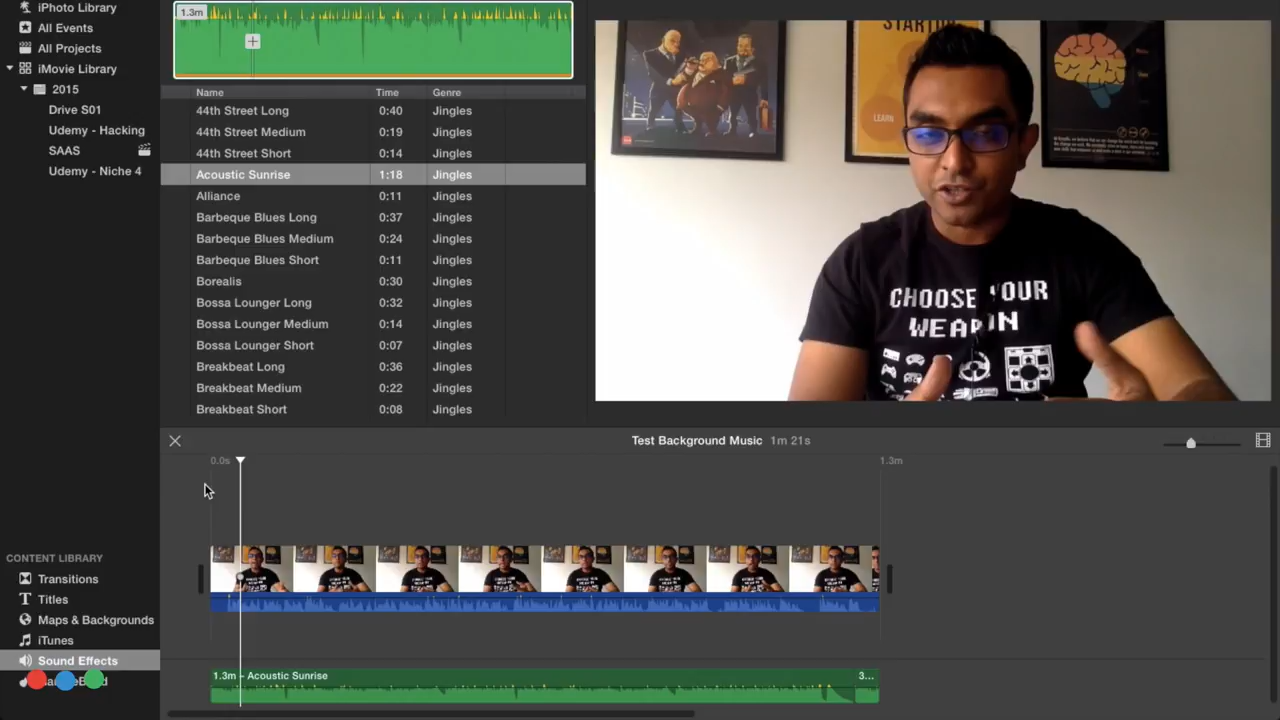 iPhoto Library
All Events
All Projects
iMovie Library
2015
Drive S01
Udemy - Hacking
SAAS
Udemy - Niche 4
1.3m
Name Time Genre
44th Street Long 0:40 Jingles
44th Street Medium 0:19 Jingles
44th Street Short 0:14 Jingles
Acoustic Sunrise 1:18 Jingles
Alliance 0:11 Jingles
Barbeque Blues Long 0:37 Jingles
Barbeque Blues Medium 0:24 Jingles
Barbeque Blues Short 0:11 Jingles
Borealis 0:30 Jingles
Bossa Lounger Long 0:32 Jingles
Bossa Lounger Medium 0:14 Jingles
Bossa Lounger Short 0:07 Jingles
Breakbeat Long 0:36 Jingles
Breakbeat Medium 0:22 Jingles
Breakbeat Short 0:08 Jingles
LEARN
CHOOSE YOUR
WEAPON
Test Background Music 1m 21s
0.0s 1.3m
1.3m - Acoustic Sunrise 3...
CONTENT LIBRARY
Transitions
Titles
Maps & Backgrounds
iTunes
Sound Effects